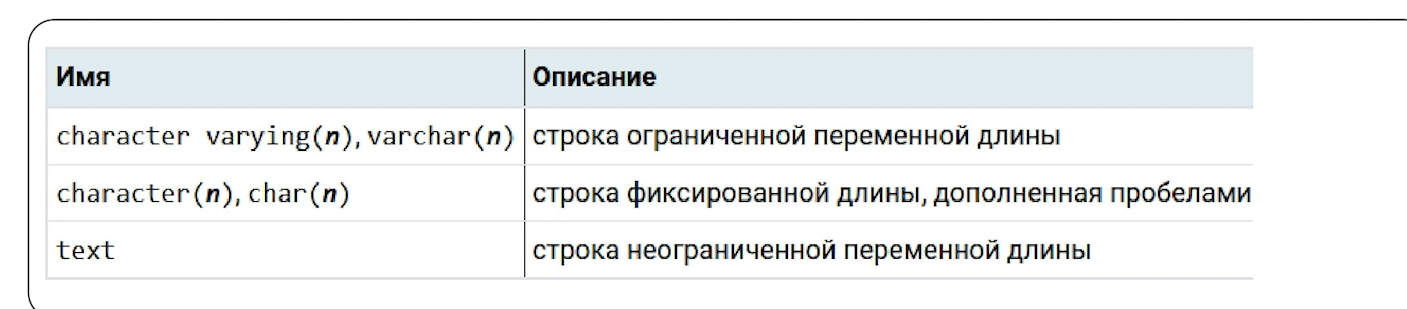 Имя Описание
character varying(n), varchar(n) строка ограниченной переменной длины
character(n), char(n) строка фиксированной длины, дополненная пробелами
text строка неограниченной переменной длины